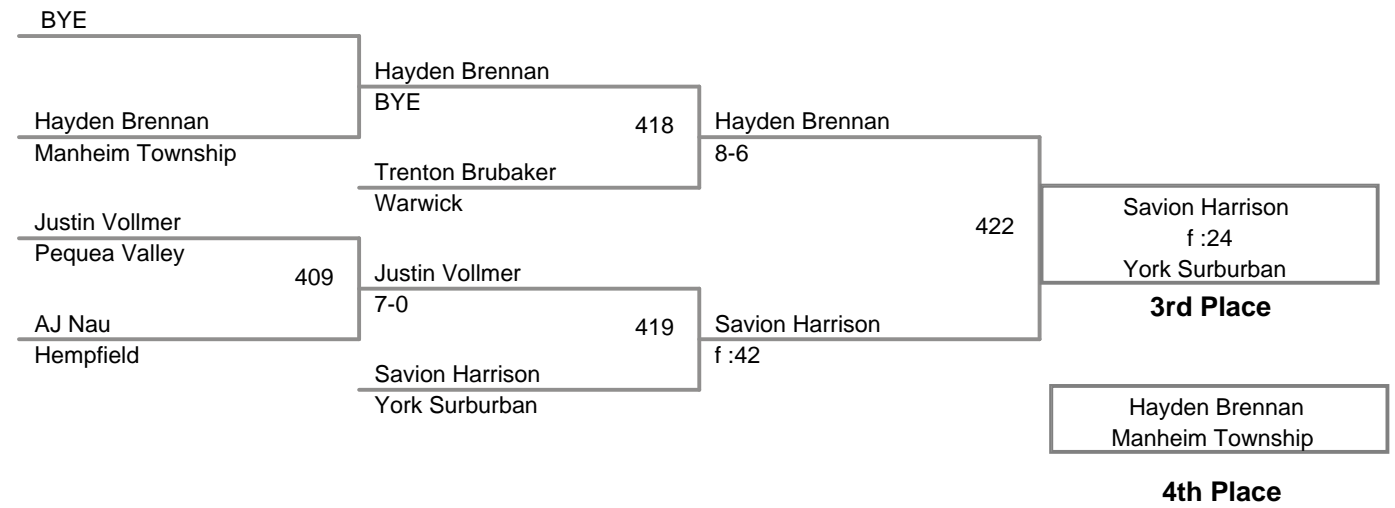 BYE
Hayden Brennan
BYE
Hayden Brennan
418
Hayden Brennan
Manheim Township
8-6
Trenton Brubaker
Warwick
Savion Harrison
Justin Vollmer
422
f :24
Pequea Valley
York Surburban
409
Justin Vollmer
7-0
3rd Place
AJ Nau
419
Savion Harrison
Hempfield
f :42
Savion Harrison
York Surburban
Hayden Brennan
Manheim Township
4th Place